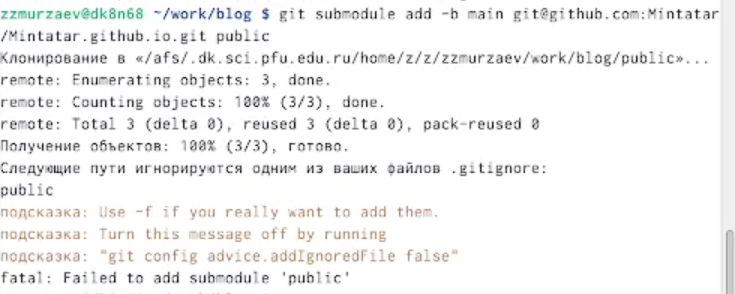 zzmurzaev@dk8n68 ~/work/blog $ git submodule add -b main git@github.com:Mintatar
/Mintatar.github.io.git public
Клонирование в «/afs/.dk.sci.pfu.edu.ru/home/z/z/zzmurzaev/work/blog/public»...
remote: Enumerating objects: 3, done.
remote: Counting objects: 100% (3/3), done.
remote: Total 3 (delta 0), reused 3 (delta 0), pack-reused 0
Получение объектов: 100% (3/3), готово.
Следующие пути игнорируются одним из ваших файлов .gitignore:
public
подсказка: Use -f if you really want to add them.
подсказка: Turn this message off by running
подсказка: "git config advice.addIgnoredFile false"
fatal: Failed to add submodule 'public'